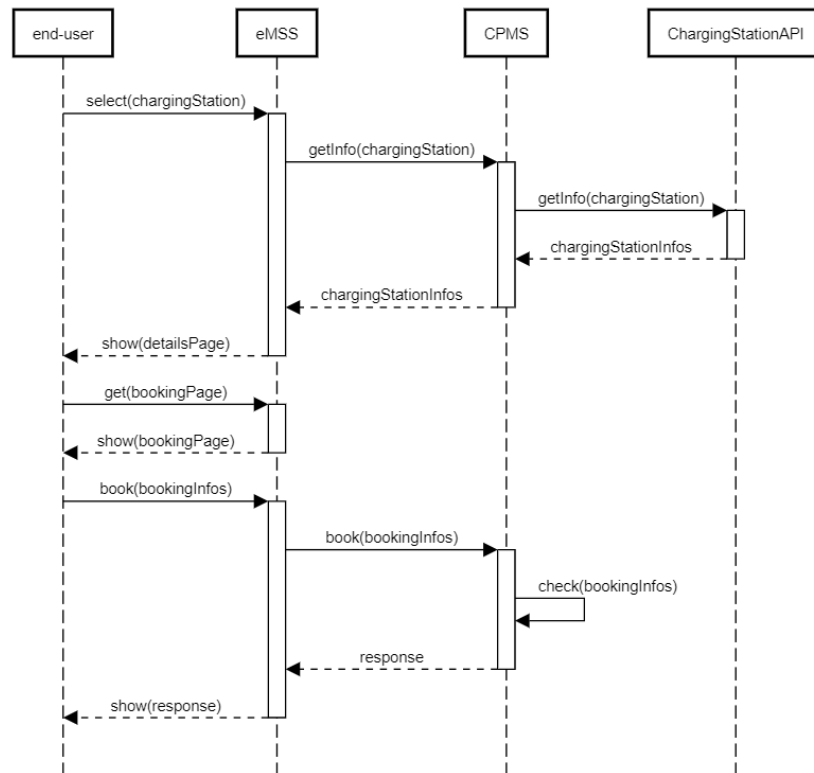 end-user
eMSS
CPMS
ChargingStationAPI
select(chargingStation)
getInfo(chargingStation)
getInfo(chargingStation)
chargingStationInfos
chargingStationInfos
show(detailsPage)
get(bookingPage)
show(bookingPage)
book(bookingInfos)
book(bookingInfos)
check(bookingInfos)
response
show(response)